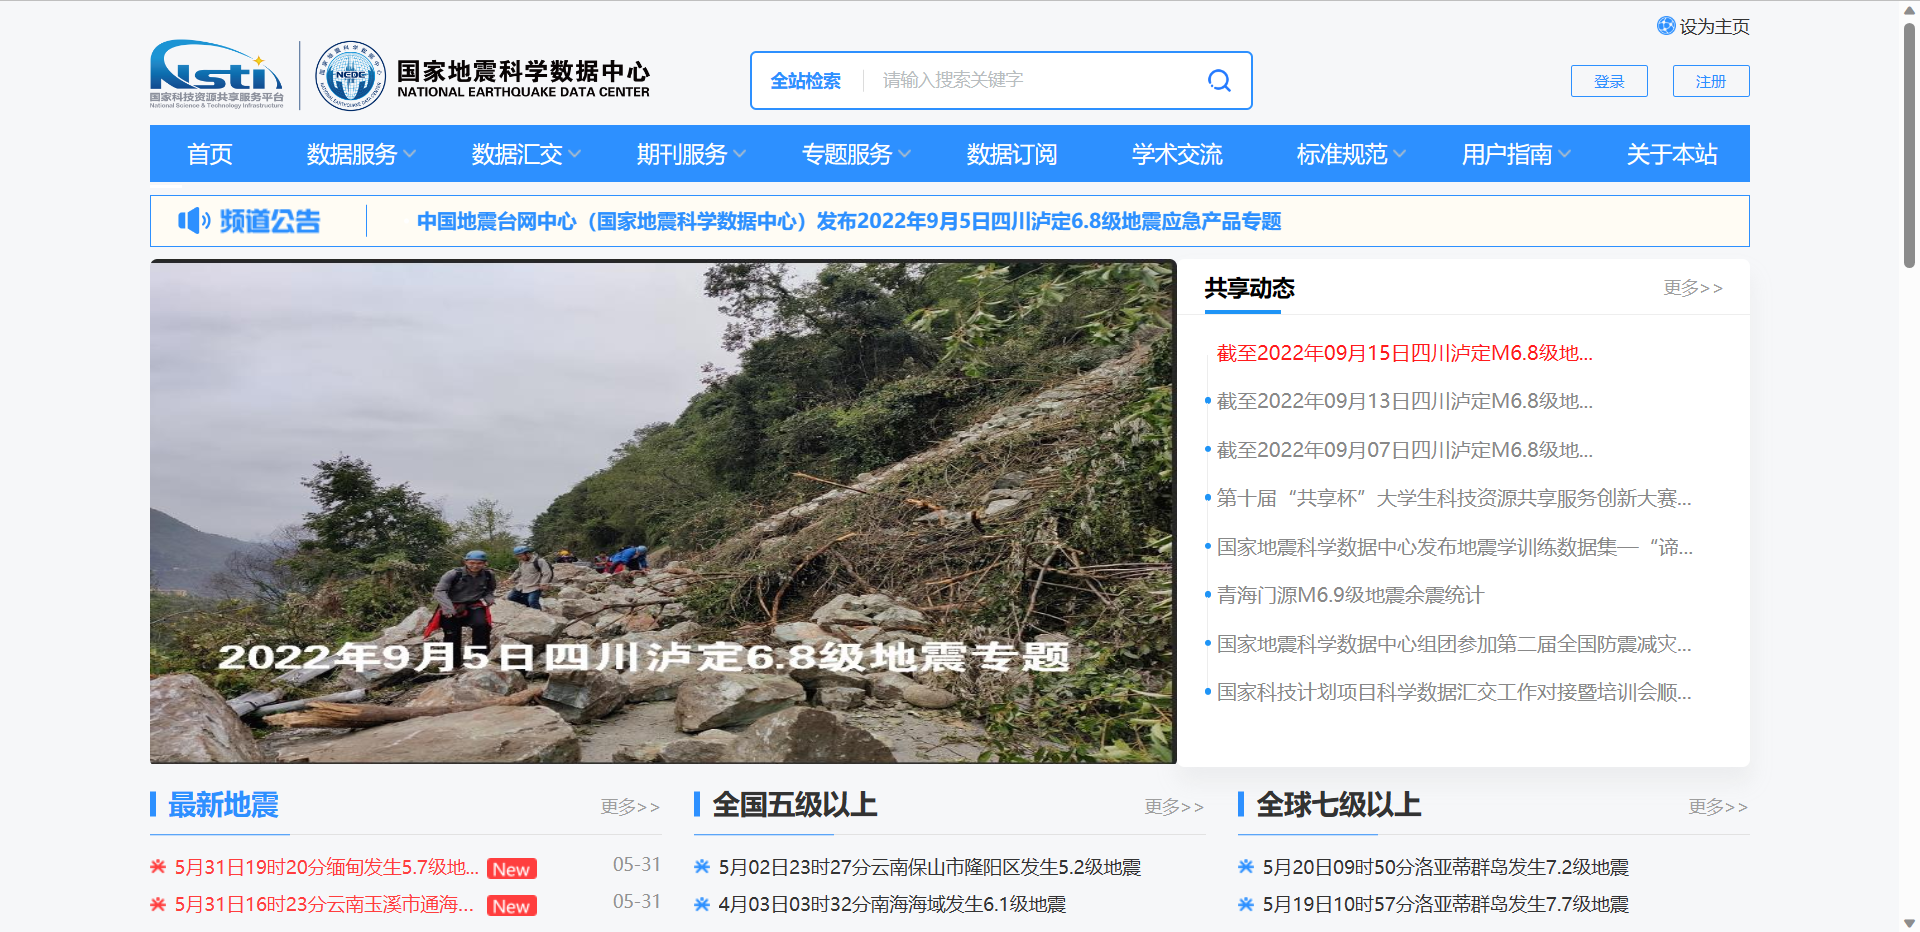 设为主页
Nsti
国家科技资源共享服务平台
National Science & Technology Infrastructure
NEDC
国家地震科学数据中心
NATIONAL EARTHQUAKE DATA CENTER
全站检索 请输入搜索关键字
登录 注册
首页 数据服务 数据汇交 期刊服务 专题服务 数据订阅 学术交流 标准规范 用户指南 关于本站
频道公告 中国地震台网中心（国家地震科学数据中心）发布2022年9月5日四川泸定6.8级地震应急产品专题
2022年9月5日四川泸定6.8级地震专题
共享动态 更多>>
截至2022年09月15日四川泸定M6.8级地...
截至2022年09月13日四川泸定M6.8级地...
截至2022年09月07日四川泸定M6.8级地...
第十届“共享杯”大学生科技资源共享服务创新大赛...
国家地震科学数据中心发布地震学训练数据集—“谛...
青海门源M6.9级地震余震统计
国家地震科学数据中心组团参加第二届全国防震减灾...
国家科技计划项目科学数据汇交工作对接暨培训会顺...
最新地震 更多>>
5月31日19时20分缅甸发生5.7级地... New 05-31
5月31日16时23分云南玉溪市通海... New 05-31
全国五级以上 更多>>
5月02日23时27分云南保山市隆阳区发生5.2级地震
4月03日03时32分南海海域发生6.1级地震
全球七级以上 更多>>
5月20日09时50分洛亚蒂群岛发生7.2级地震
5月19日10时57分洛亚蒂群岛发生7.7级地震